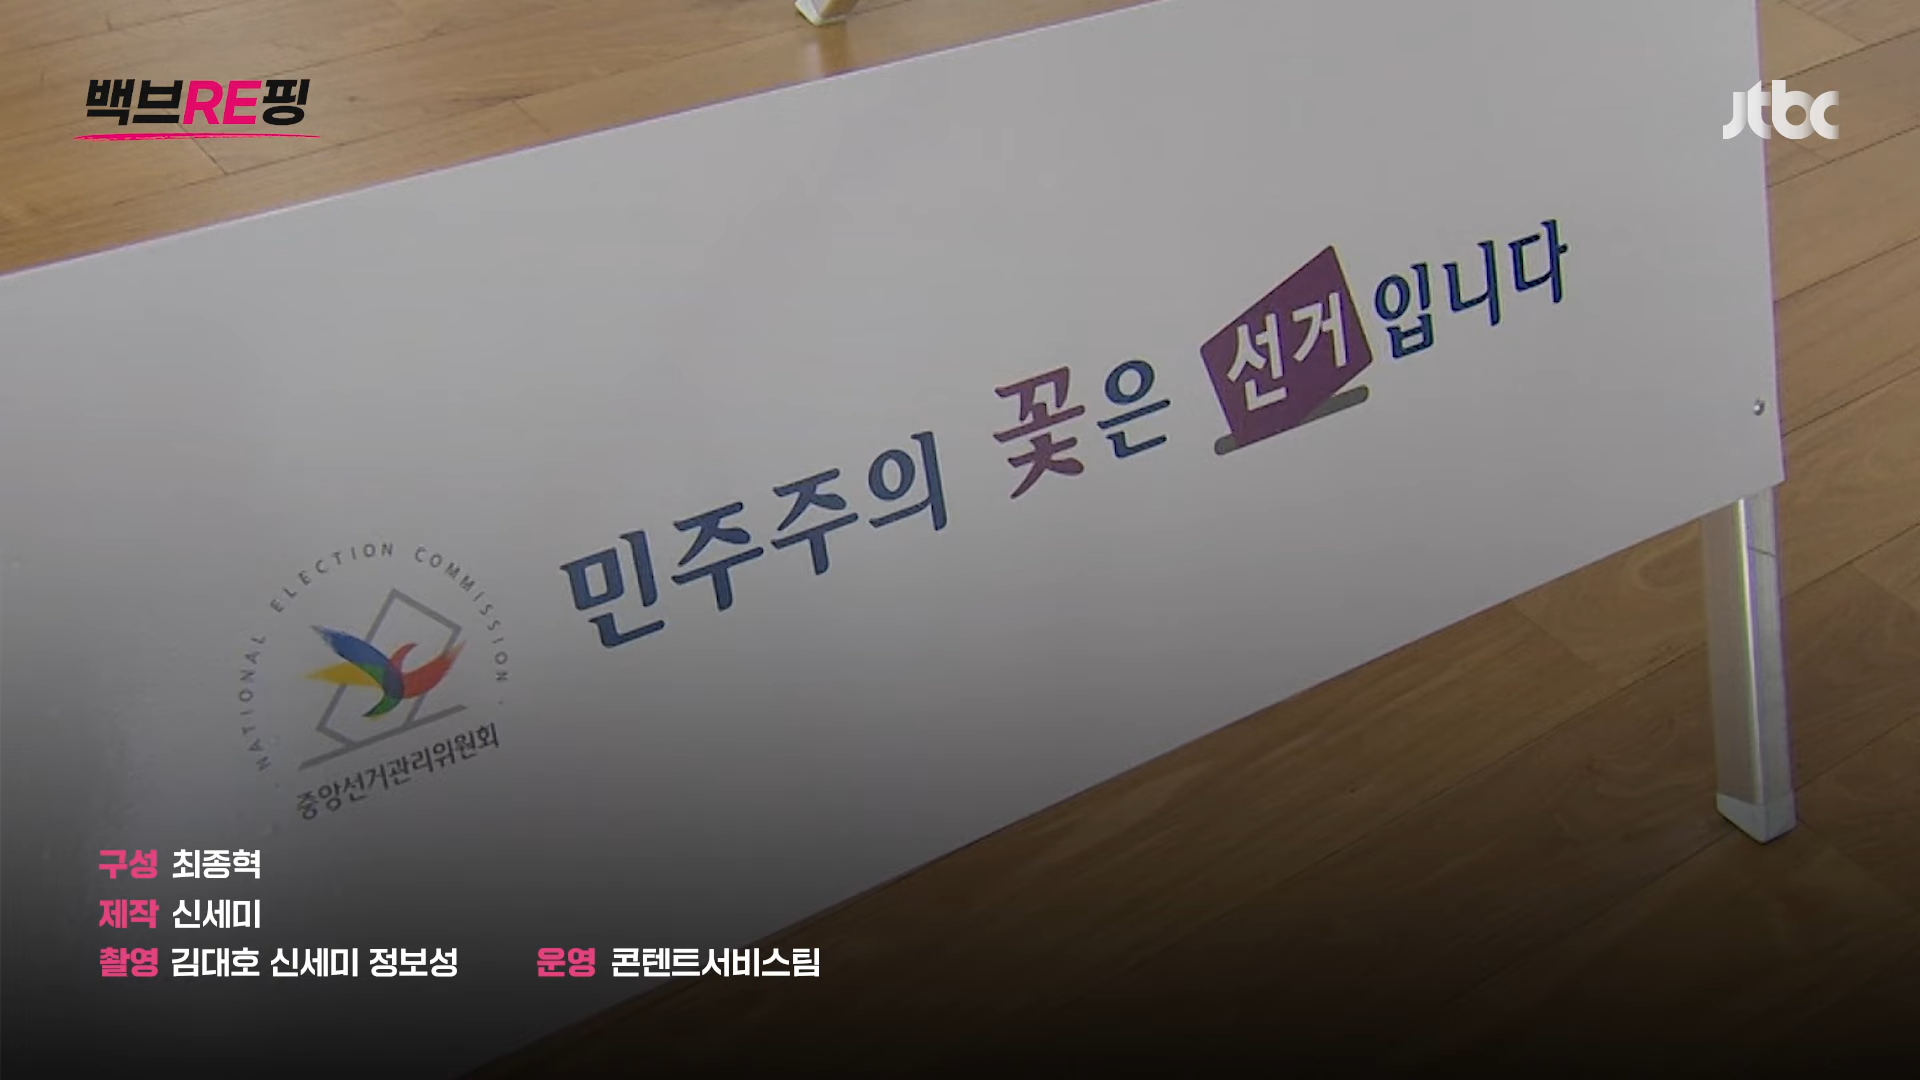 백브RE핑
jtbc
민주주의 꽃은 선거입니다
NATIONAL ELECTION COMMISSION
중앙선거관리위원회
구성 최종혁
제작 신세미
촬영 김대호 신세미 정보성 운영 콘텐트서비스팀